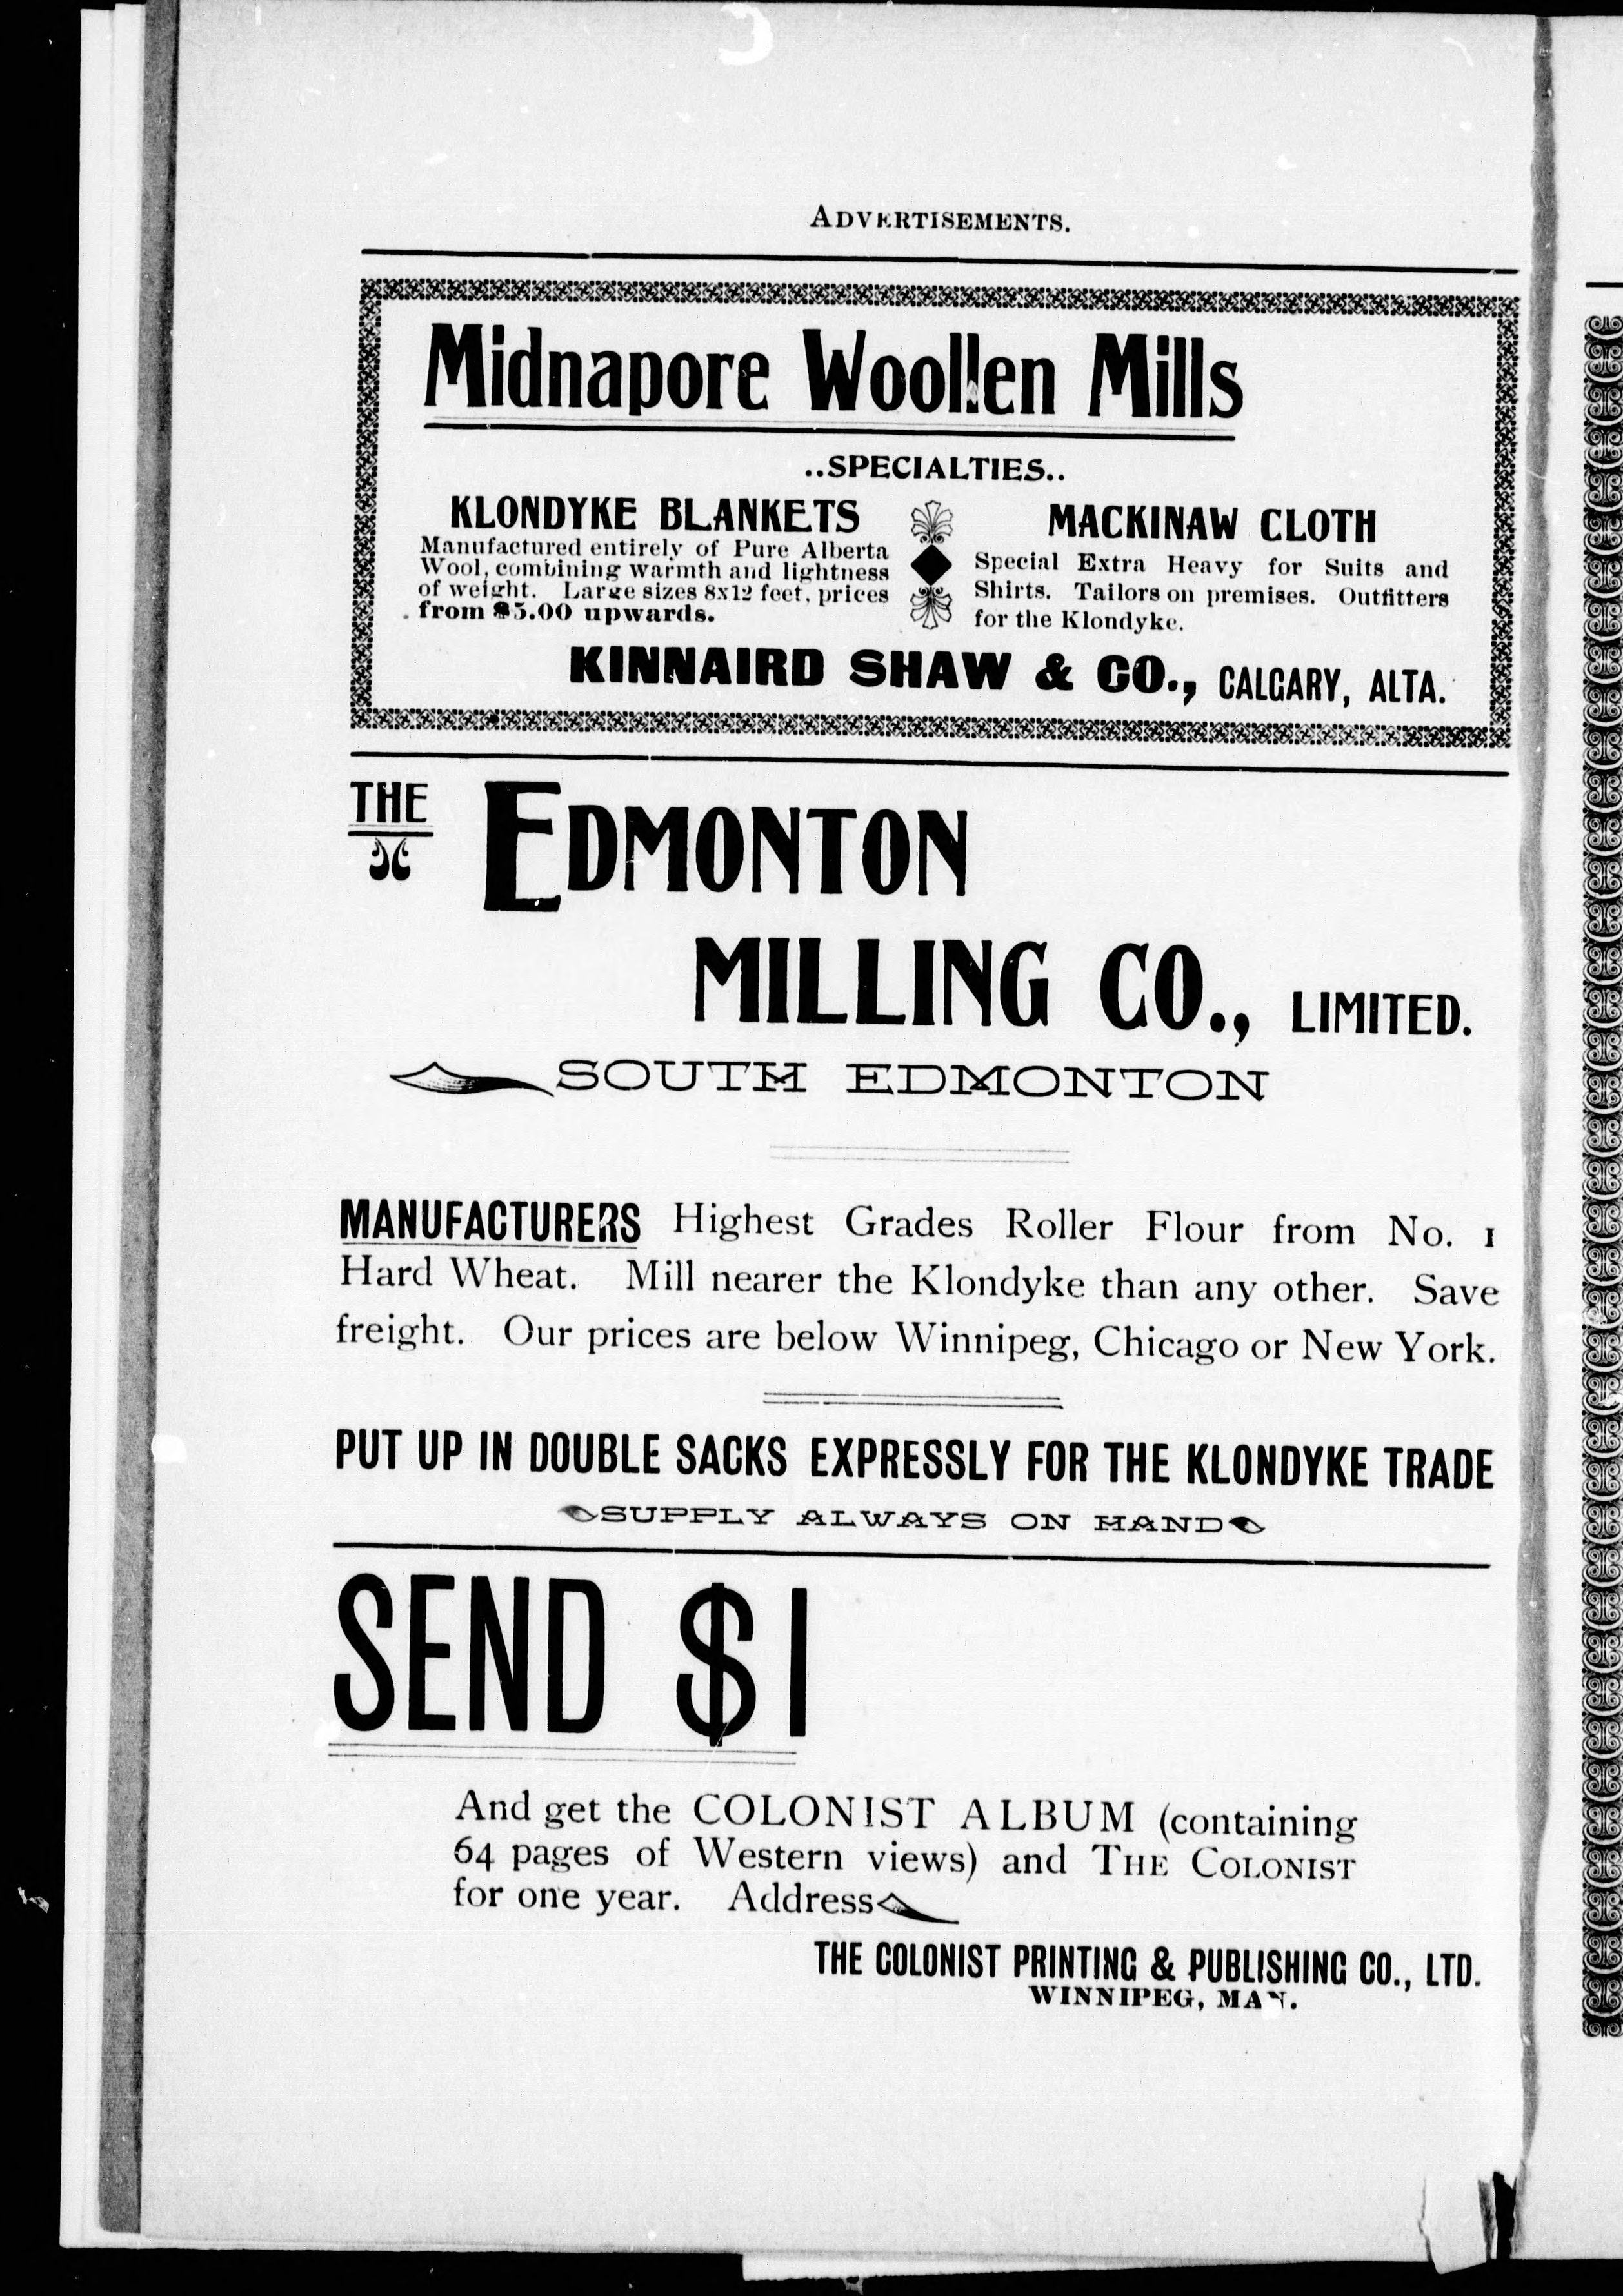 ADVERTISEMENTS.
Midnapore Woollen Mills
..SPECIALTIES..
KLONDYKE BLANKETS
Manufactured entirely of Pure Alberta
Wool, combining warmth and lightness
of weight. Large sizes 8x12 feet, prices
from $5.00 upwards.
MACKINAW CLOTH
Special Extra Heavy for Suits and
Shirts. Tailors on premises. Outfitters
for the Klondyke.
KINNAIRD SHAW & CO., CALGARY, ALTA.
THE EDMONTON
MILLING CO., LIMITED.
SOUTH EDMONTON
MANUFACTURERS Highest Grades Roller Flour from No. 1
Hard Wheat. Mill nearer the Klondyke than any other. Save
freight. Our prices are below Winnipeg, Chicago or New York.
PUT UP IN DOUBLE SACKS EXPRESSLY FOR THE KLONDYKE TRADE
SUPPLY ALWAYS ON HAND
SEND $1
And get the COLONIST ALBUM (containing
64 pages of Western views) and THE COLONIST
for one year. Address
THE COLONIST PRINTING & PUBLISHING CO., LTD.
WINNIPEG, MAN.